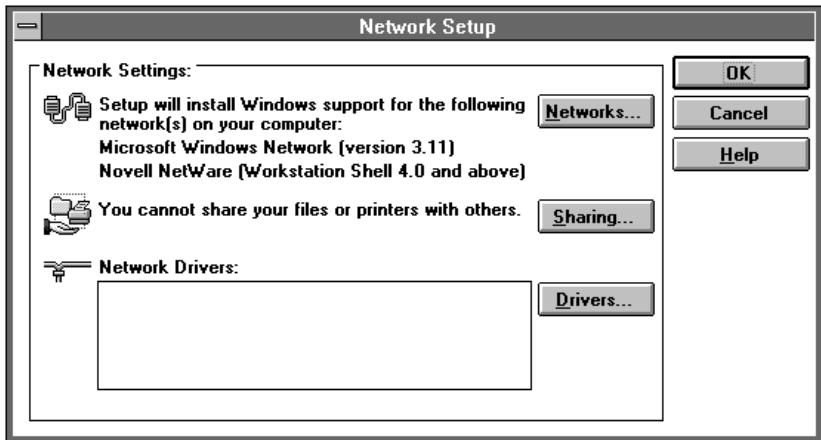 Network Setup
Network Settings:
Setup will install Windows support for the following
network(s) on your computer:
Microsoft Windows Network (version 3.11)
Novell NetWare (Workstation Shell 4.0 and above)
Networks...
You cannot share your files or printers with others.
Sharing...
Network Drivers:
Drivers...
OK
Cancel
Help